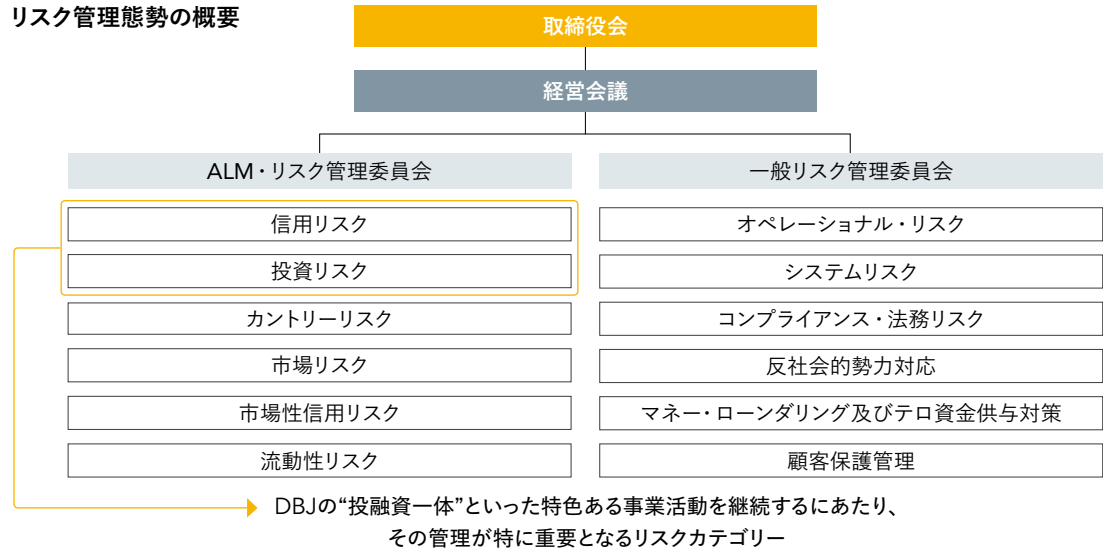 リスク管理態勢の概要
取締役会
経営会議
ALM・リスク管理委員会
信用リスク
投資リスク
カントリーリスク
市場リスク
市場性信用リスク
流動性リスク
一般リスク管理委員会
オペレーショナル・リスク
システムリスク
コンプライアンス・法務リスク
反社会的勢力対応
マネー・ローンダリング及びテロ資金供与対策
顧客保護管理
DBJの“投融資一体”といった特色ある事業活動を継続するにあたり、
その管理が特に重要となるリスクカテゴリー